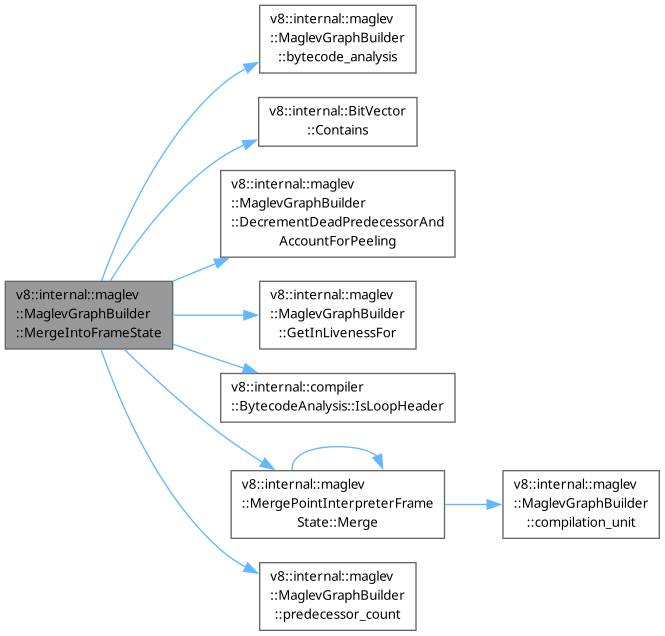 v8::internal::maglev
::MaglevGraphBuilder
::bytecode_analysis
v8::internal::BitVector
::Contains
v8::internal::maglev
::MaglevGraphBuilder
::DecrementDeadPredecessorAnd
AccountForPeeling
v8::internal::maglev
::MaglevGraphBuilder
::MergeIntoFrameState
v8::internal::maglev
::MaglevGraphBuilder
::GetInLivenessFor
v8::internal::compiler
::BytecodeAnalysis::IsLoopHeader
v8::internal::maglev
::MergePointInterpreterFrame
State::Merge
v8::internal::maglev
::MaglevGraphBuilder
::compilation_unit
v8::internal::maglev
::MaglevGraphBuilder
::predecessor_count